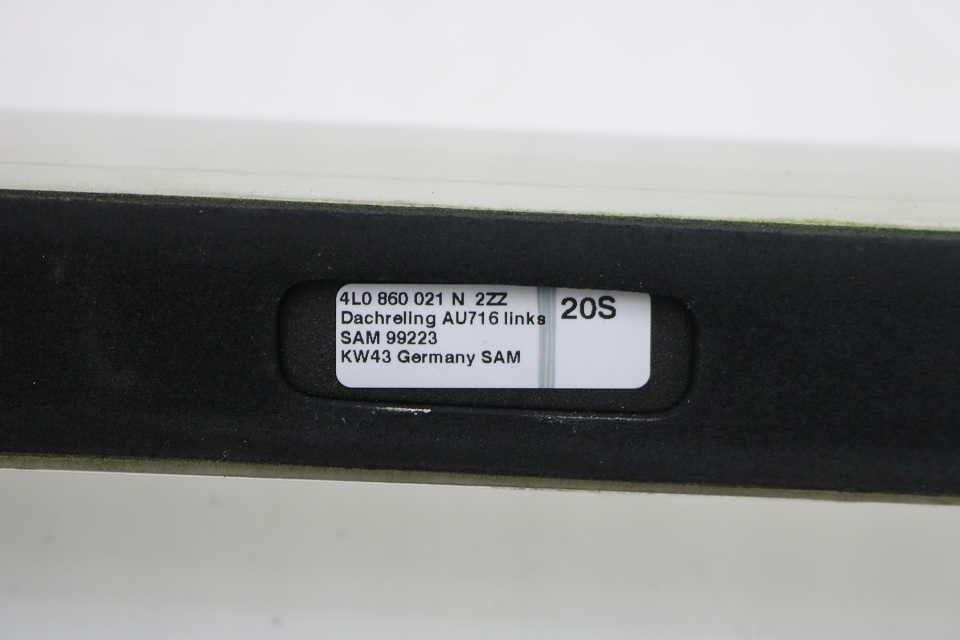 4L0 860 021 N 2ZZ
Dachreling AU716 links
SAM 99223
KW43 Germany SAM
20S